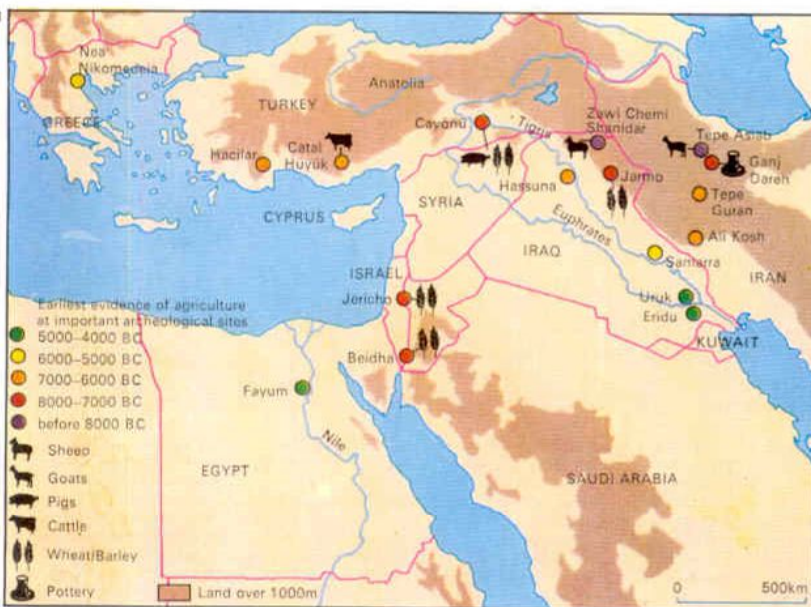 Nea
Nikomedeia
GREECE
TURKEY
Anatolia
Hacilar
Catal
Huyuk
Cayonu
Tigris
Zawi Chemi
Shanidar
Tepe Asiab
Ganj
Dareh
Hassuna
Jarmo
Tepe
Guran
CYPRUS
SYRIA
Euphrates
Ali Kosh
IRAQ
Samarra
IRAN
ISRAEL
Jericho
Uruk
Eridu
KUWAIT
Beidha
Earliest evidence of agriculture
at important archeological sites
5000–4000 BC
6000–5000 BC
7000–6000 BC
8000–7000 BC
before 8000 BC
Sheep
Goats
Pigs
Cattle
Wheat/Barley
Pottery
Land over 1000m
Fayum
Nile
EGYPT
SAUDI ARABIA
0 500km